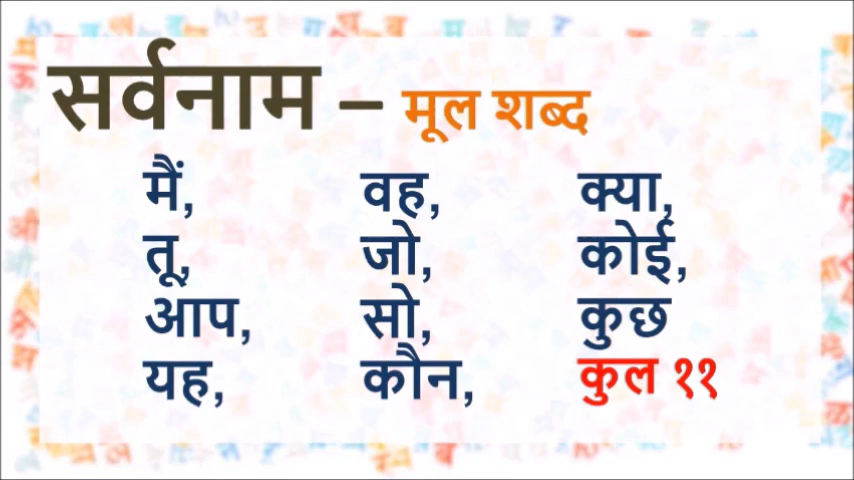 सर्वनाम – मूल शब्द
मैं, वह, क्या,
तू, जो, कोई,
आप, सो, कुछ
यह, कौन, कुल ११